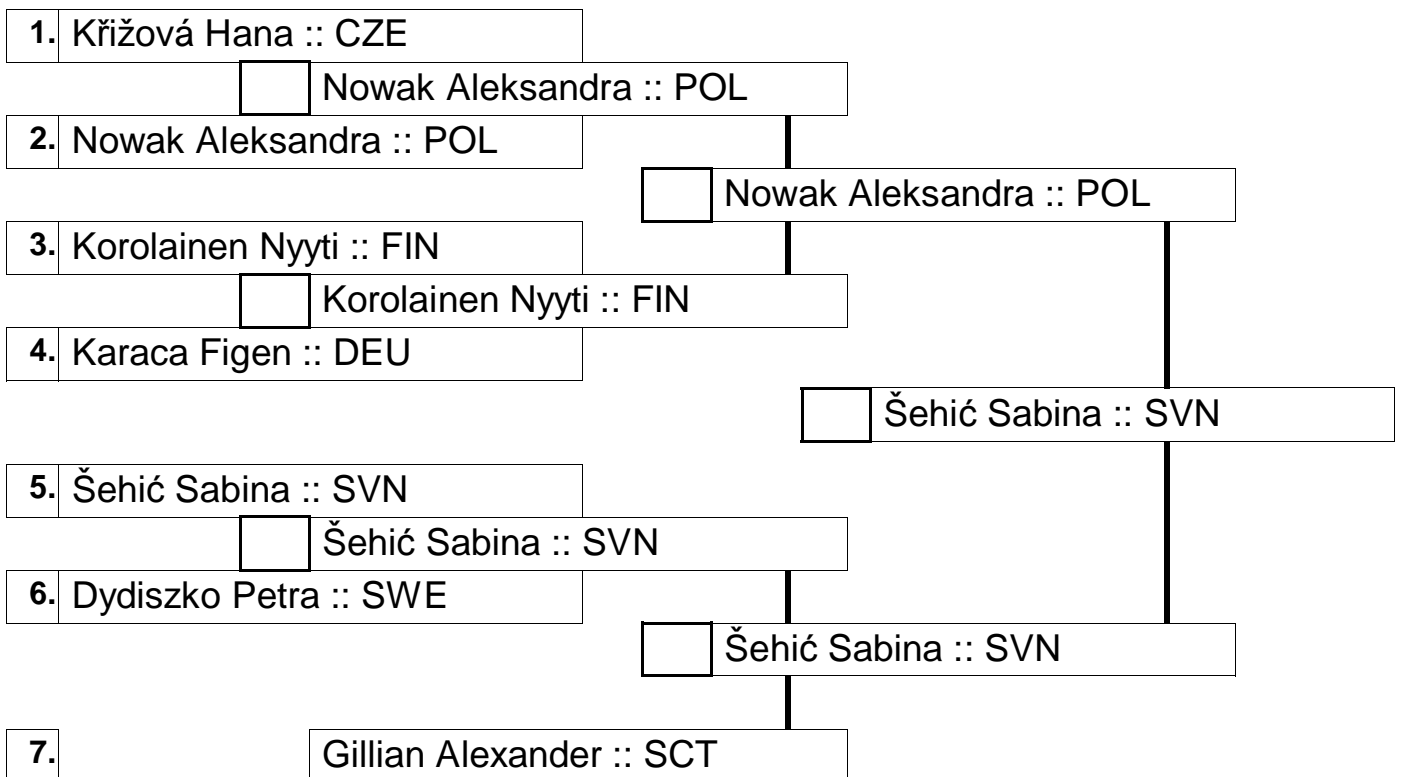 1. Křižová Hana :: CZE
Nowak Aleksandra :: POL
2. Nowak Aleksandra :: POL
Nowak Aleksandra :: POL
3. Korolainen Nyyti :: FIN
Korolainen Nyyti :: FIN
4. Karaca Figen :: DEU
Šehić Sabina :: SVN
5. Šehić Sabina :: SVN
Šehić Sabina :: SVN
6. Dydiszko Petra :: SWE
Šehić Sabina :: SVN
7. Gillian Alexander :: SCT